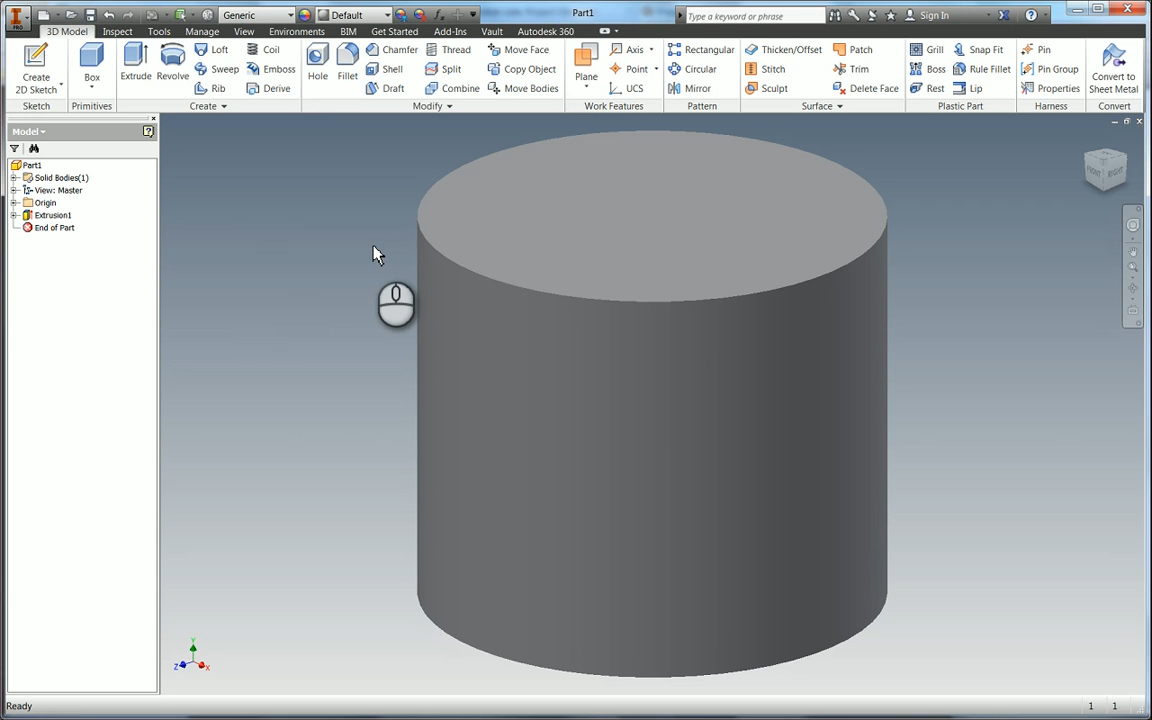 Generic Default Part1 Type a keyword or phrase Sign In
3D Model Inspect Tools Manage View Environments BIM Get Started Add-Ins Vault Autodesk 360
Create 2D Sketch
Box
Extrude
Revolve
Loft
Sweep
Rib
Coil
Emboss
Derive
Hole
Fillet
Chamfer
Shell
Draft
Thread
Split
Combine
Move Face
Copy Object
Move Bodies
Plane
Axis
Point
UCS
Rectangular
Circular
Mirror
Thicken/Offset
Stitch
Sculpt
Patch
Trim
Delete Face
Grill
Boss
Rest
Snap Fit
Rule Fillet
Lip
Pin
Pin Group
Properties
Convert to Sheet Metal
Sketch Primitives Create Modify Work Features Pattern Surface Plastic Part Harness Convert
Model
Part1
Solid Bodies(1)
View: Master
Origin
Extrusion1
End of Part
FRONT RIGHT
Y
Z
X
Ready 1 1